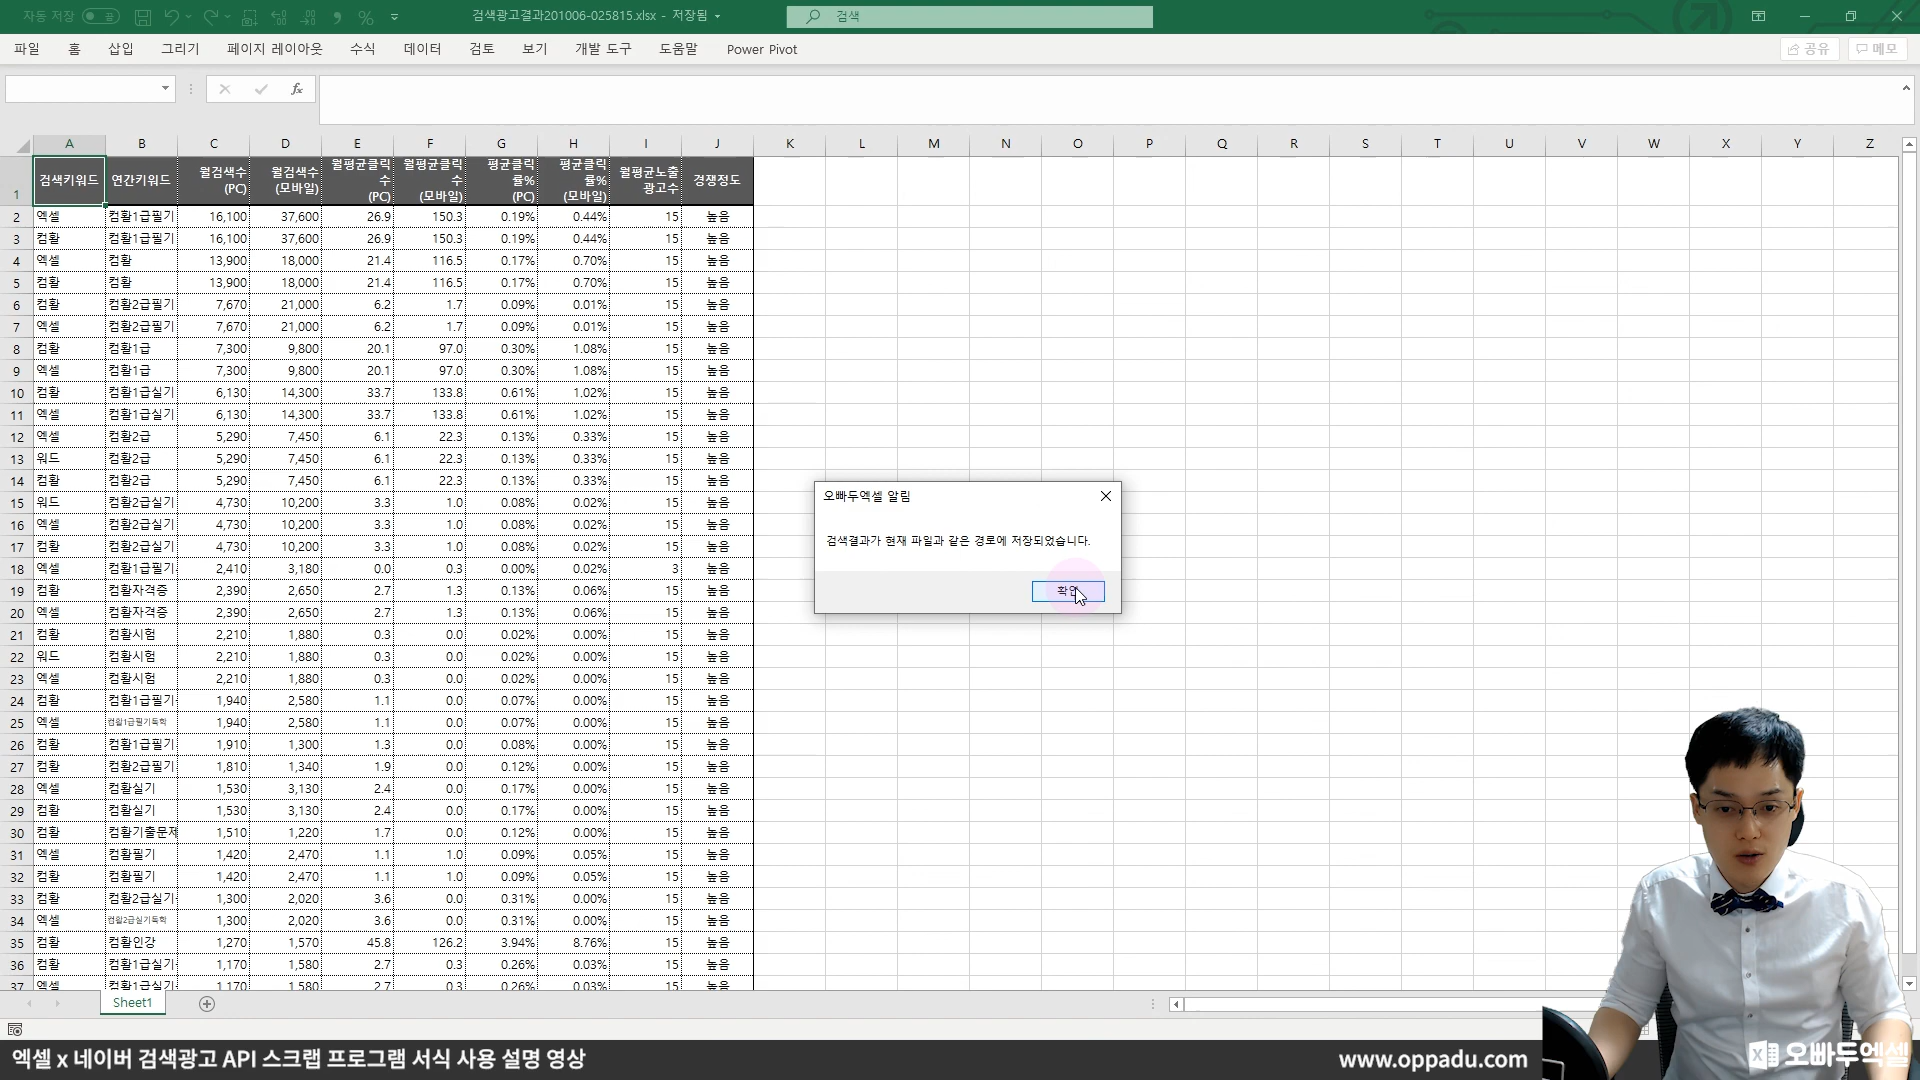 자동 저장 끔 검색광고결과201006-025815.xlsx - 저장됨 검색
파일 홈 삽입 그리기 페이지 레이아웃 수식 데이터 검토 보기 개발 도구 도움말 Power Pivot 공유 메모
fx
A B C D E F G H I J K L M N O P Q R S T U V W X Y Z
1 검색키워드 연간키워드 월검색수 (PC) 월검색수 (모바일) 월평균클릭수 (PC) 월평균클릭수 (모바일) 평균클릭률% (PC) 평균클릭률% (모바일) 월평균노출광고수 경쟁정도
2 엑셀 컴활1급필기 16,100 37,600 26.9 150.3 0.19% 0.44% 15 높음
3 컴활 컴활1급필기 16,100 37,600 26.9 150.3 0.19% 0.44% 15 높음
4 엑셀 컴활 13,900 18,000 21.4 116.5 0.17% 0.70% 15 높음
5 컴활 컴활 13,900 18,000 21.4 116.5 0.17% 0.70% 15 높음
6 컴활 컴활2급필기 7,670 21,000 6.2 1.7 0.09% 0.01% 15 높음
7 엑셀 컴활2급필기 7,670 21,000 6.2 1.7 0.09% 0.01% 15 높음
8 컴활 컴활1급 7,300 9,800 20.1 97.0 0.30% 1.08% 15 높음
9 엑셀 컴활1급 7,300 9,800 20.1 97.0 0.30% 1.08% 15 높음
10 컴활 컴활1급실기 6,130 14,300 33.7 133.8 0.61% 1.02% 15 높음
11 엑셀 컴활1급실기 6,130 14,300 33.7 133.8 0.61% 1.02% 15 높음
12 엑셀 컴활2급 5,290 7,450 6.1 22.3 0.13% 0.33% 15 높음
13 워드 컴활2급 5,290 7,450 6.1 22.3 0.13% 0.33% 15 높음
14 컴활 컴활2급 5,290 7,450 6.1 22.3 0.13% 0.33% 15 높음
15 워드 컴활2급실기 4,730 10,200 3.3 1.0 0.08% 0.02% 15 높음
16 엑셀 컴활2급실기 4,730 10,200 3.3 1.0 0.08% 0.02% 15 높음
17 컴활 컴활2급실기 4,730 10,200 3.3 1.0 0.08% 0.02% 15 높음
18 엑셀 컴활1급필기 2,410 3,180 0.0 0.3 0.00% 0.02% 3 높음
19 컴활 컴활자격증 2,390 2,650 2.7 1.3 0.13% 0.06% 15 높음
20 엑셀 컴활자격증 2,390 2,650 2.7 1.3 0.13% 0.06% 15 높음
21 컴활 컴활시험 2,210 1,880 0.3 0.0 0.02% 0.00% 15 높음
22 워드 컴활시험 2,210 1,880 0.3 0.0 0.02% 0.00% 15 높음
23 엑셀 컴활시험 2,210 1,880 0.3 0.0 0.02% 0.00% 15 높음
24 컴활 컴활1급필기 1,940 2,580 1.1 0.0 0.07% 0.00% 15 높음
25 엑셀 컴활1급필기독학 1,940 2,580 1.1 0.0 0.07% 0.00% 15 높음
26 컴활 컴활1급필기 1,910 1,300 1.3 0.0 0.08% 0.00% 15 높음
27 컴활 컴활2급필기 1,810 1,340 1.9 0.0 0.12% 0.00% 15 높음
28 엑셀 컴활실기 1,530 3,130 2.4 0.0 0.17% 0.00% 15 높음
29 컴활 컴활실기 1,530 3,130 2.4 0.0 0.17% 0.00% 15 높음
30 컴활 컴활기출문제 1,510 1,220 1.7 0.0 0.12% 0.00% 15 높음
31 엑셀 컴활필기 1,420 2,470 1.1 1.0 0.09% 0.05% 15 높음
32 컴활 컴활필기 1,420 2,470 1.1 1.0 0.09% 0.05% 15 높음
33 컴활 컴활2급실기 1,300 2,020 3.6 0.0 0.31% 0.00% 15 높음
34 엑셀 컴활2급실기독학 1,300 2,020 3.6 0.0 0.31% 0.00% 15 높음
35 컴활 컴활인강 1,270 1,570 45.8 126.2 3.94% 8.76% 15 높음
36 컴활 컴활1급실기 1,170 1,580 2.7 0.3 0.26% 0.03% 15 높음
37 엑셀 컴활1급실기 1,170 1,580 2.7 0.3 0.26% 0.03% 15 높음
오빠두엑셀 알림
검색결과가 현재 파일과 같은 경로에 저장되었습니다.
확인
Sheet1
엑셀 x 네이버 검색광고 API 스크랩 프로그램 서식 사용 설명 영상
www.oppadu.com
오빠두엑셀